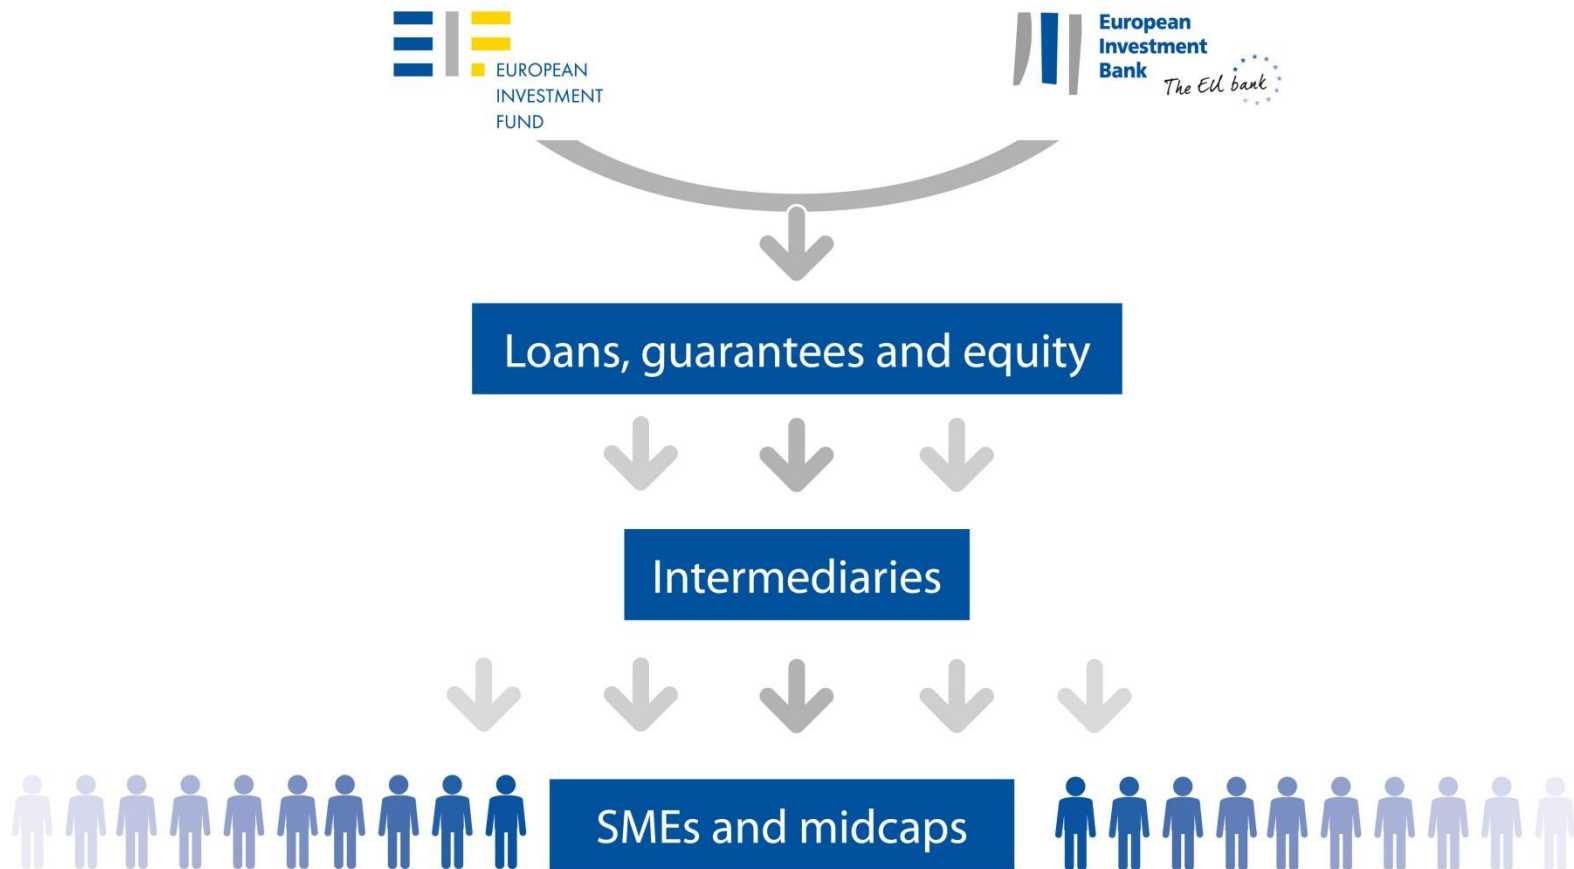 EUROPEAN
INVESTMENT
FUND
European
Investment
Bank
The EU bank
Loans, guarantees and equity
Intermediaries
SMEs and midcaps